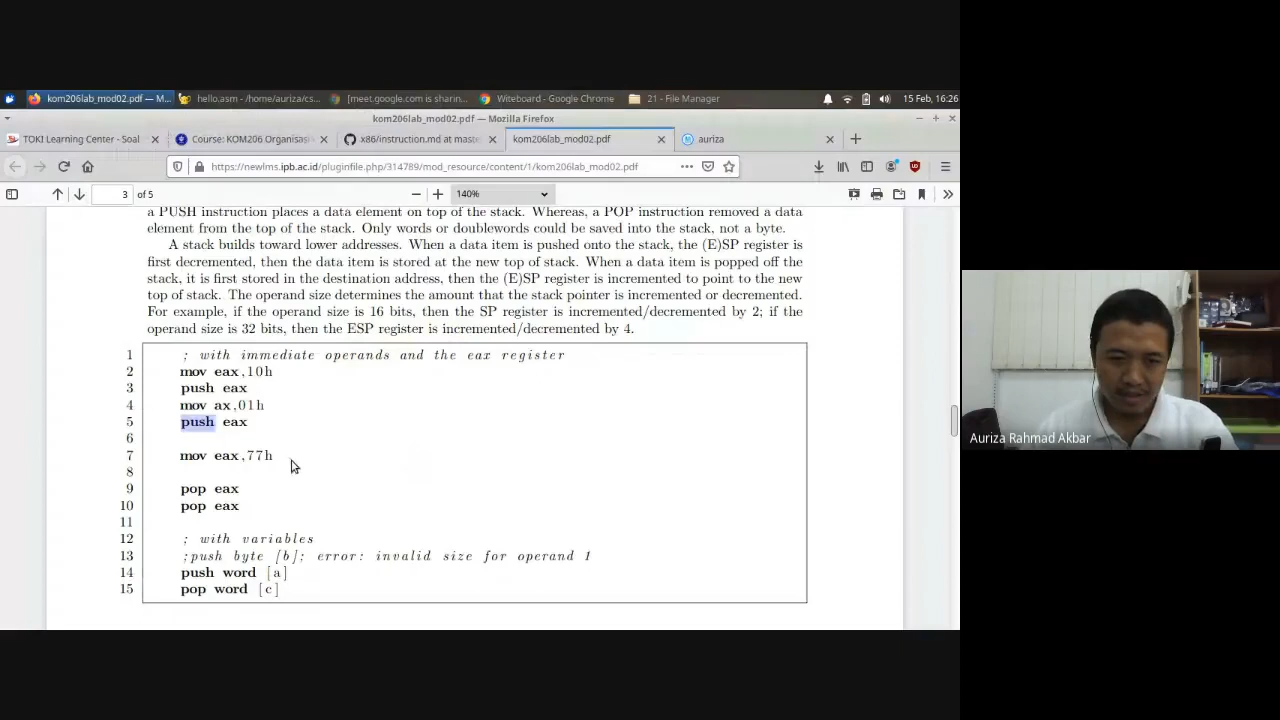 kom206lab_mod02.pdf — M...
hello.asm - /home/auriza/cs...
[meet.google.com is sharin...
Witeboard - Google Chrome
21 - File Manager
15 Feb, 16:26
kom206lab_mod02.pdf — Mozilla Firefox
TOKI Learning Center - Soal
Course: KOM206 Organisasi
x86/instruction.md at maste
kom206lab_mod02.pdf
auriza
https://newlms.ipb.ac.id/pluginfile.php/314789/mod_resource/content/1/kom206lab_mod02.pdf
3 of 5
140%
a PUSH instruction places a data element on top of the stack. Whereas, a POP instruction removed a data
element from the top of the stack. Only words or doublewords could be saved into the stack, not a byte.
A stack builds toward lower addresses. When a data item is pushed onto the stack, the (E)SP register is
first decremented, then the data item is stored at the new top of stack. When a data item is popped off the
stack, it is first stored in the destination address, then the (E)SP register is incremented to point to the new
top of stack. The operand size determines the amount that the stack pointer is incremented or decremented.
For example, if the operand size is 16 bits, then the SP register is incremented/decremented by 2; if the
operand size is 32 bits, then the ESP register is incremented/decremented by 4.
1 ; with immediate operands and the eax register
2 mov eax,10h
3 push eax
4 mov ax,01h
5 push eax
6
7 mov eax,77h
8
9 pop eax
10 pop eax
11
12 ; with variables
13 ;push byte [b]; error: invalid size for operand 1
14 push word [a]
15 pop word [c]
Auriza Rahmad Akbar